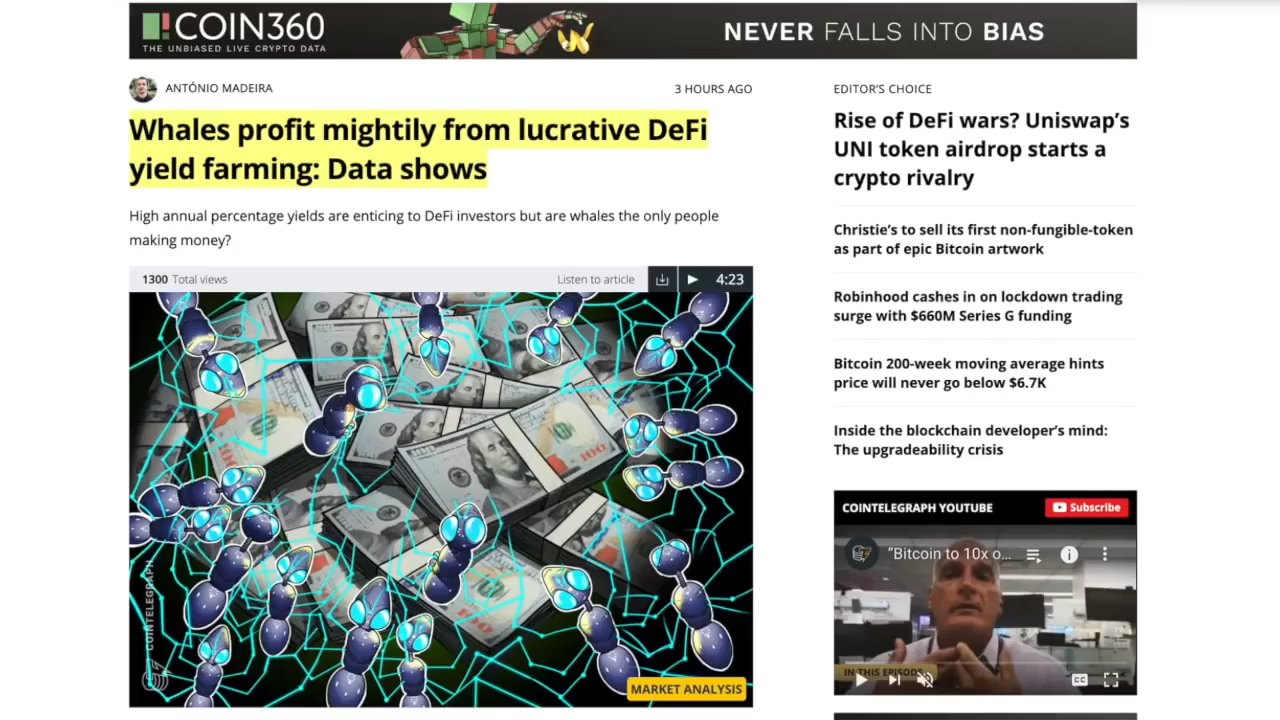 COIN360
THE UNBIASED LIVE CRYPTO DATA
NEVER FALLS INTO BIAS
ANTÓNIO MADEIRA
3 HOURS AGO
Whales profit mightily from lucrative DeFi
yield farming: Data shows
High annual percentage yields are enticing to DeFi investors but are whales the only people
making money?
1300 Total views
Listen to article
4:23
100
COINTELEGRAPH
MARKET ANALYSIS
EDITOR'S CHOICE
Rise of DeFi wars? Uniswap's
UNI token airdrop starts a
crypto rivalry
Christie's to sell its first non-fungible-token
as part of epic Bitcoin artwork
Robinhood cashes in on lockdown trading
surge with $660M Series G funding
Bitcoin 200-week moving average hints
price will never go below $6.7K
Inside the blockchain developer's mind:
The upgradeability crisis
COINTELEGRAPH YOUTUBE
Subscribe
"Bitcoin to 10x o...
IN THIS EPISODE
CC